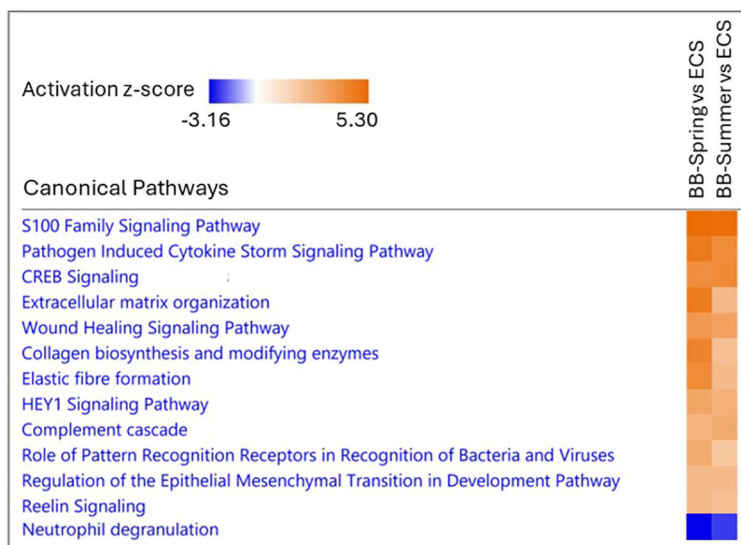 Activation z-score
-3.16 5.30
BB-Spring vs ECS
BB-Summer vs ECS
Canonical Pathways
S100 Family Signaling Pathway
Pathogen Induced Cytokine Storm Signaling Pathway
CREB Signaling
Extracellular matrix organization
Wound Healing Signaling Pathway
Collagen biosynthesis and modifying enzymes
Elastic fibre formation
HEY1 Signaling Pathway
Complement cascade
Role of Pattern Recognition Receptors in Recognition of Bacteria and Viruses
Regulation of the Epithelial Mesenchymal Transition in Development Pathway
Reelin Signaling
Neutrophil degranulation